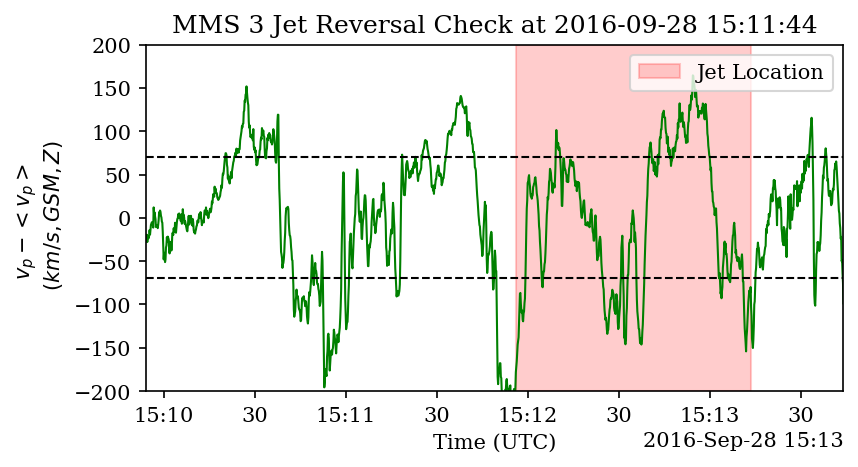 MMS 3 Jet Reversal Check at 2016-09-28 15:11:44
200
150
100
50
0
−50
−100
−150
−200
v_p − < v_p >
(km/s, GSM, Z)
Jet Location
15:10 30 15:11 30 15:12 30 15:13 30
Time (UTC)
2016-Sep-28 15:13